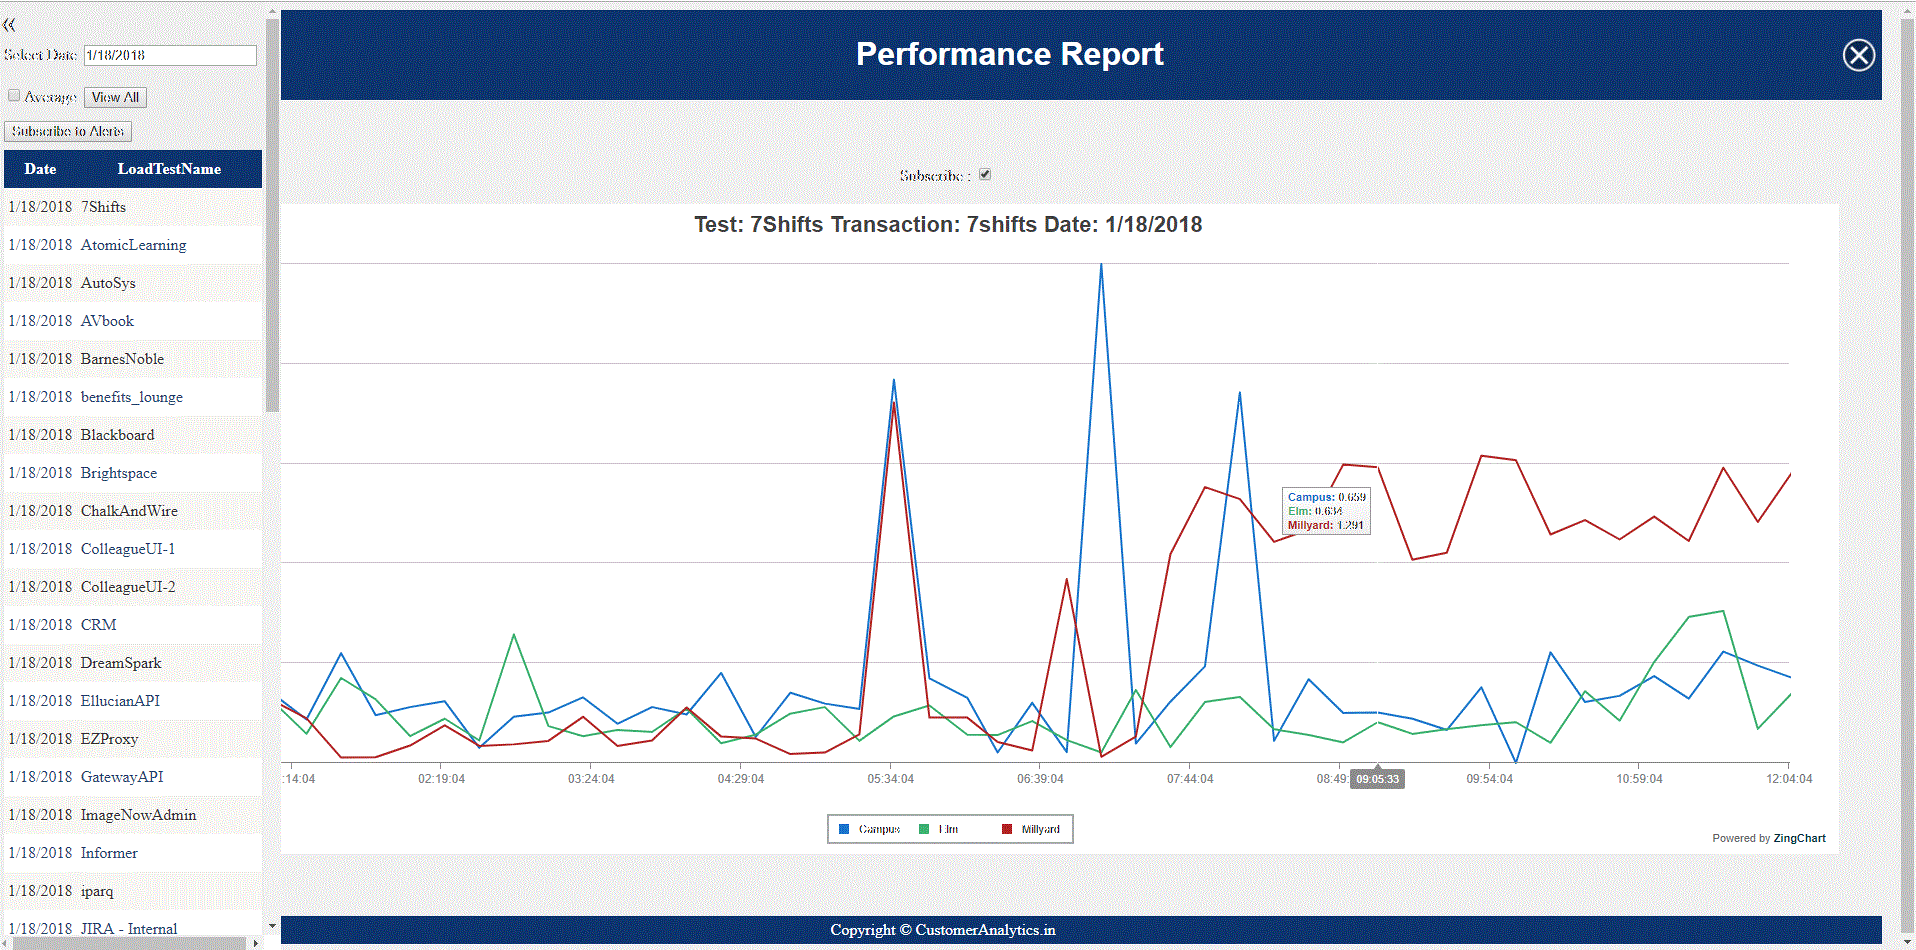 Select Date 1/18/2018
Average View All
Subscribe to Alerts
Date LoadTestName
1/18/2018 7Shifts
1/18/2018 AtomicLearning
1/18/2018 AutoSys
1/18/2018 AVbook
1/18/2018 BarnesNoble
1/18/2018 benefits_lounge
1/18/2018 Blackboard
1/18/2018 Brightspace
1/18/2018 ChalkAndWire
1/18/2018 ColleagueUI-1
1/18/2018 ColleagueUI-2
1/18/2018 CRM
1/18/2018 DreamSpark
1/18/2018 EllucianAPI
1/18/2018 EZProxy
1/18/2018 GatewayAPI
1/18/2018 ImageNowAdmin
1/18/2018 Informer
1/18/2018 iparq
1/18/2018 JIRA - Internal
Performance Report
Subscribe :
Test: 7Shifts Transaction: 7shifts Date: 1/18/2018
Campus: 0.659
Elm: 0.634
Millyard: 1.291
:14:04 02:19:04 03:24:04 04:29:04 05:34:04 06:39:04 07:44:04 08:49: 09:05:33 09:54:04 10:59:04 12:04:04
Campus Elm Millyard
Powered by ZingChart
Copyright © CustomerAnalytics.in